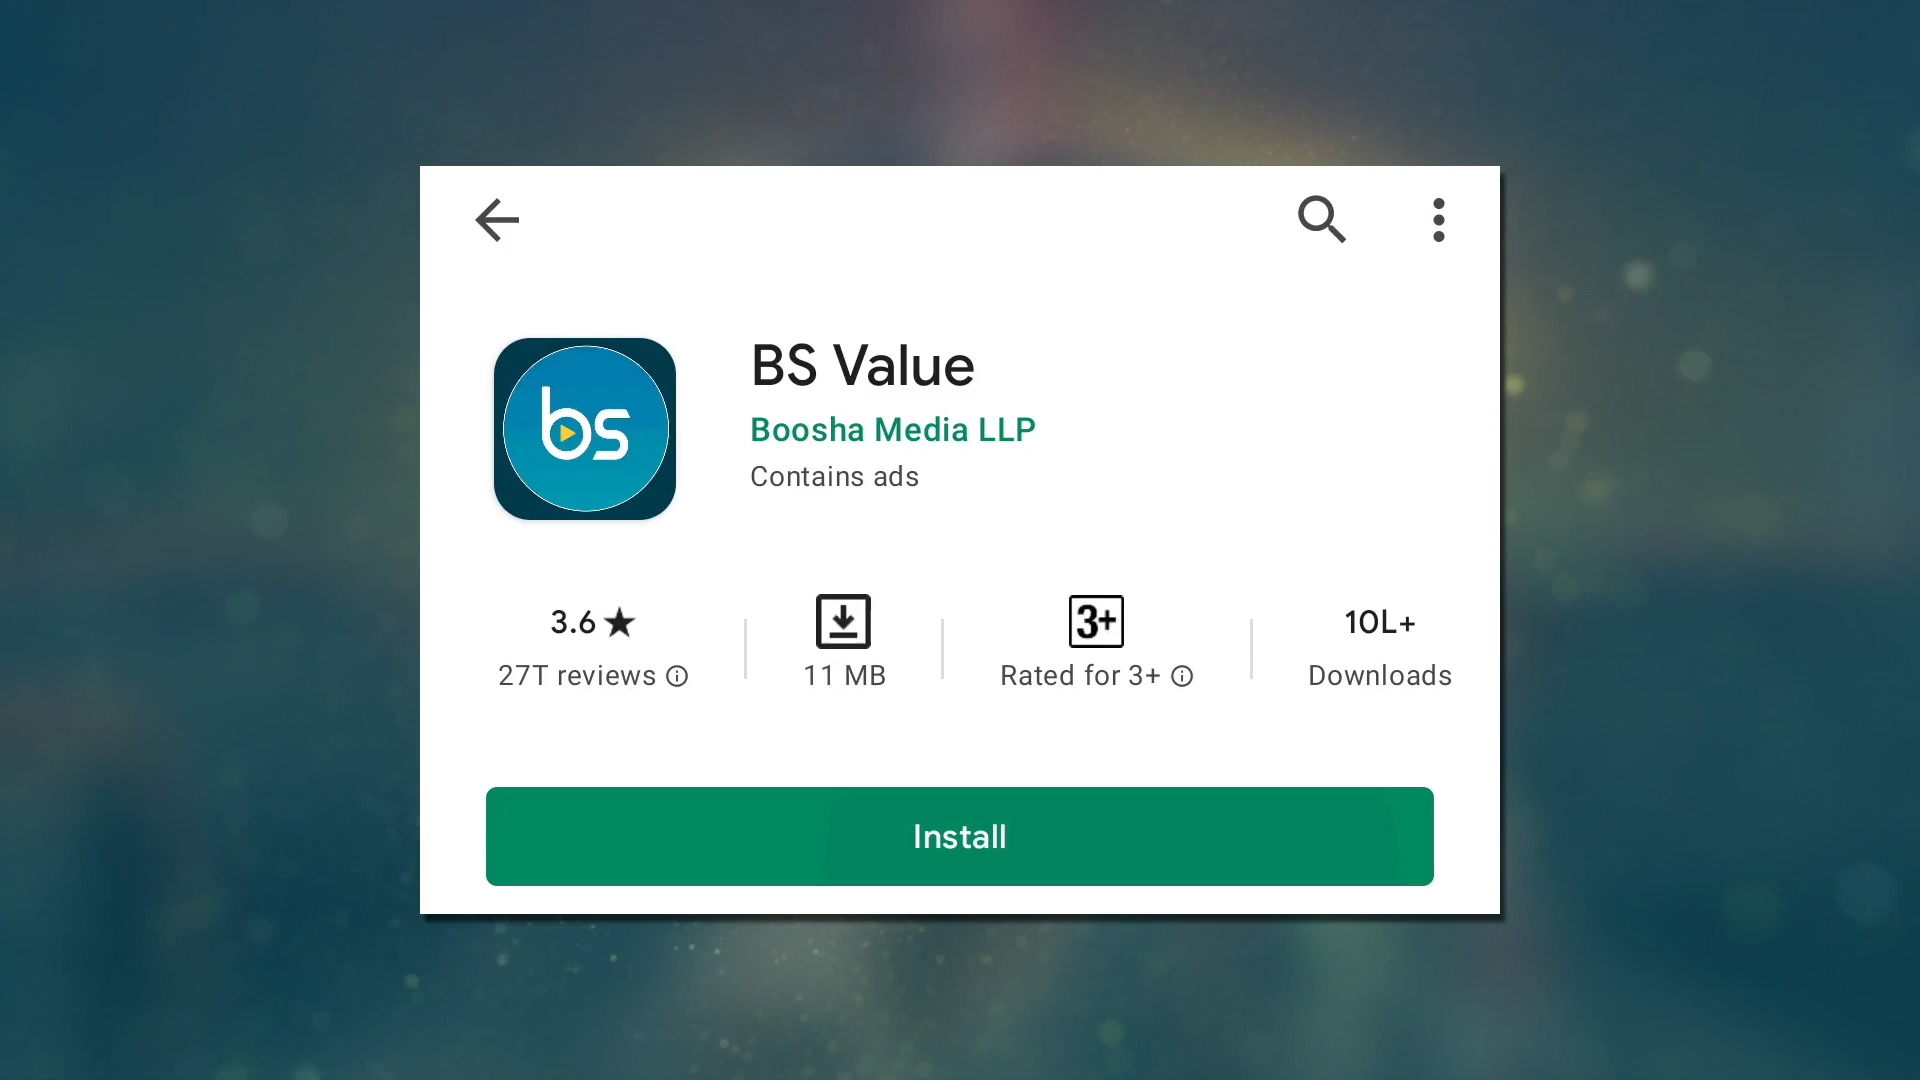 bs
BS Value
Boosha Media LLP
Contains ads
3.6★
27T reviews
11 MB
3+
Rated for 3+
10L+
Downloads
Install